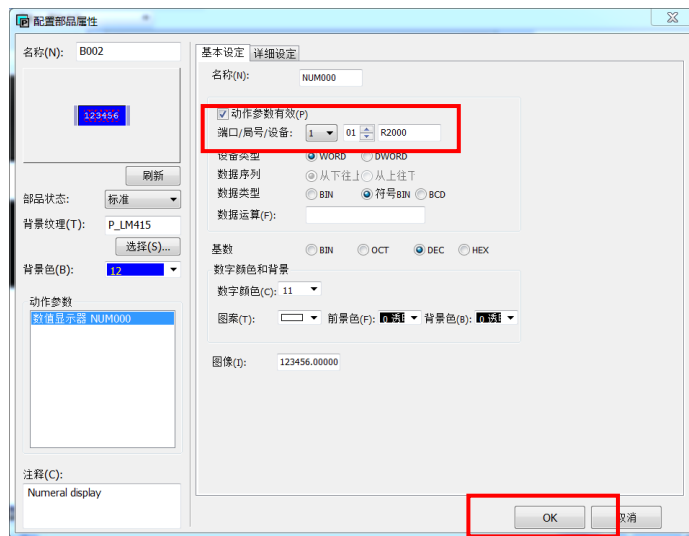 配置部品属性
名称(N): B002
123456
刷新
部品状态: 标准
背景纹理(T): P_LM415
选择(S)...
背景色(B): 12
动作参数
数值显示器 NUM000
注释(C):
Numeral display
基本设定 详细设定
名称(N): NUM000
动作参数有效(P)
端口/局号/设备: 1 01 R2000
设备类型 WORD DWORD
数据序列 从下往上 从上往下
数据类型 BIN 符号BIN BCD
数据运算(F):
基数 BIN OCT DEC HEX
数字颜色和背景
数字颜色(C): 11
图案(T): 前景色(F): 0 透 背景色(B): 0 透
图像(I): 123456.00000
OK 取消